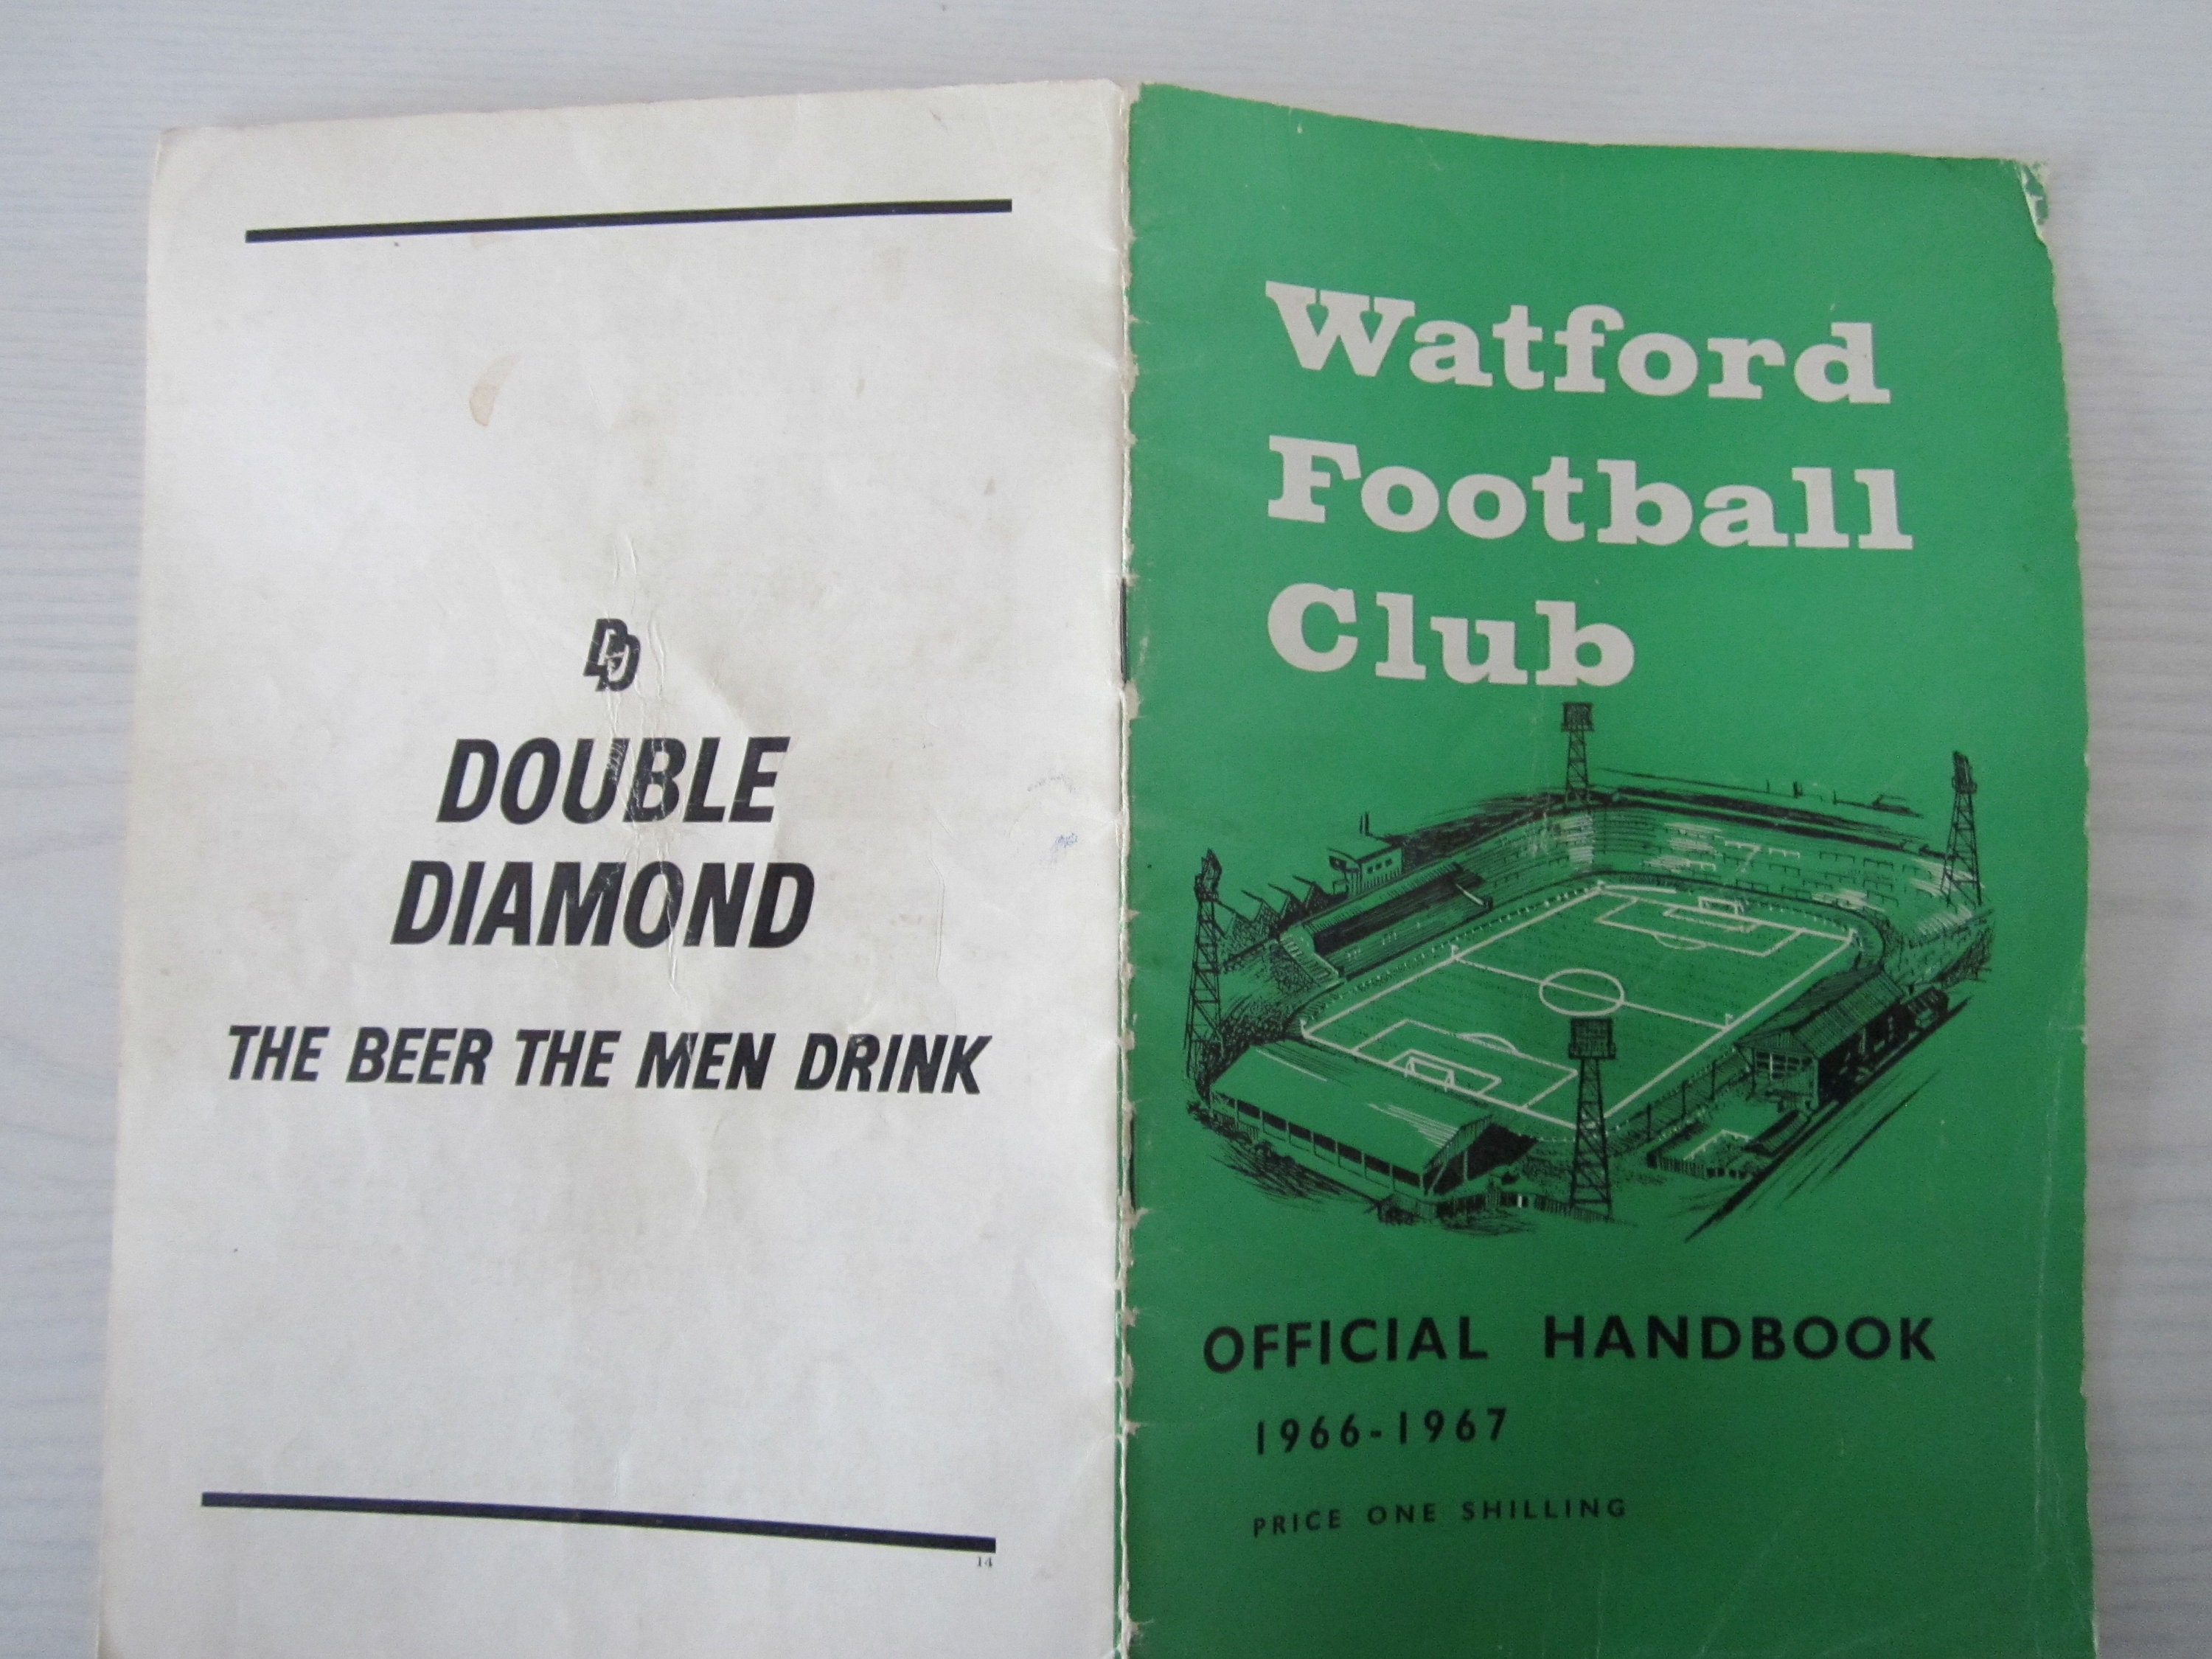 DD
DOUBLE
DIAMOND
THE BEER THE MEN DRINK
14
Watford
Football
Club
OFFICIAL HANDBOOK
1966-1967
PRICE ONE SHILLING